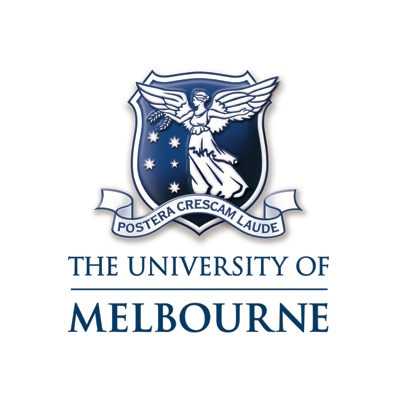 POSTERA CRESCAM LAUDE
THE UNIVERSITY OF
MELBOURNE